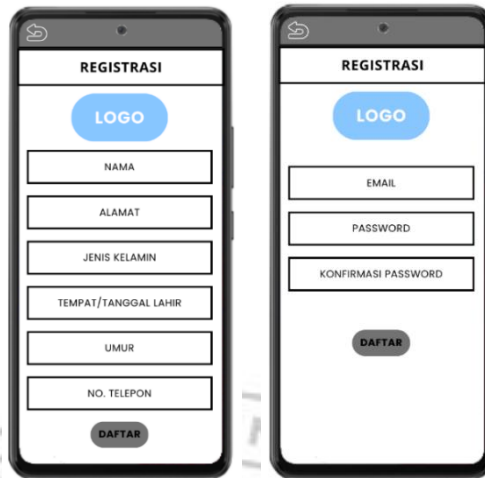 REGISTRASI
LOGO
NAMA
ALAMAT
JENIS KELAMIN
TEMPAT/TANGGAL LAHIR
UMUR
NO. TELEPON
DAFTAR
REGISTRASI
LOGO
EMAIL
PASSWORD
KONFIRMASI PASSWORD
DAFTAR